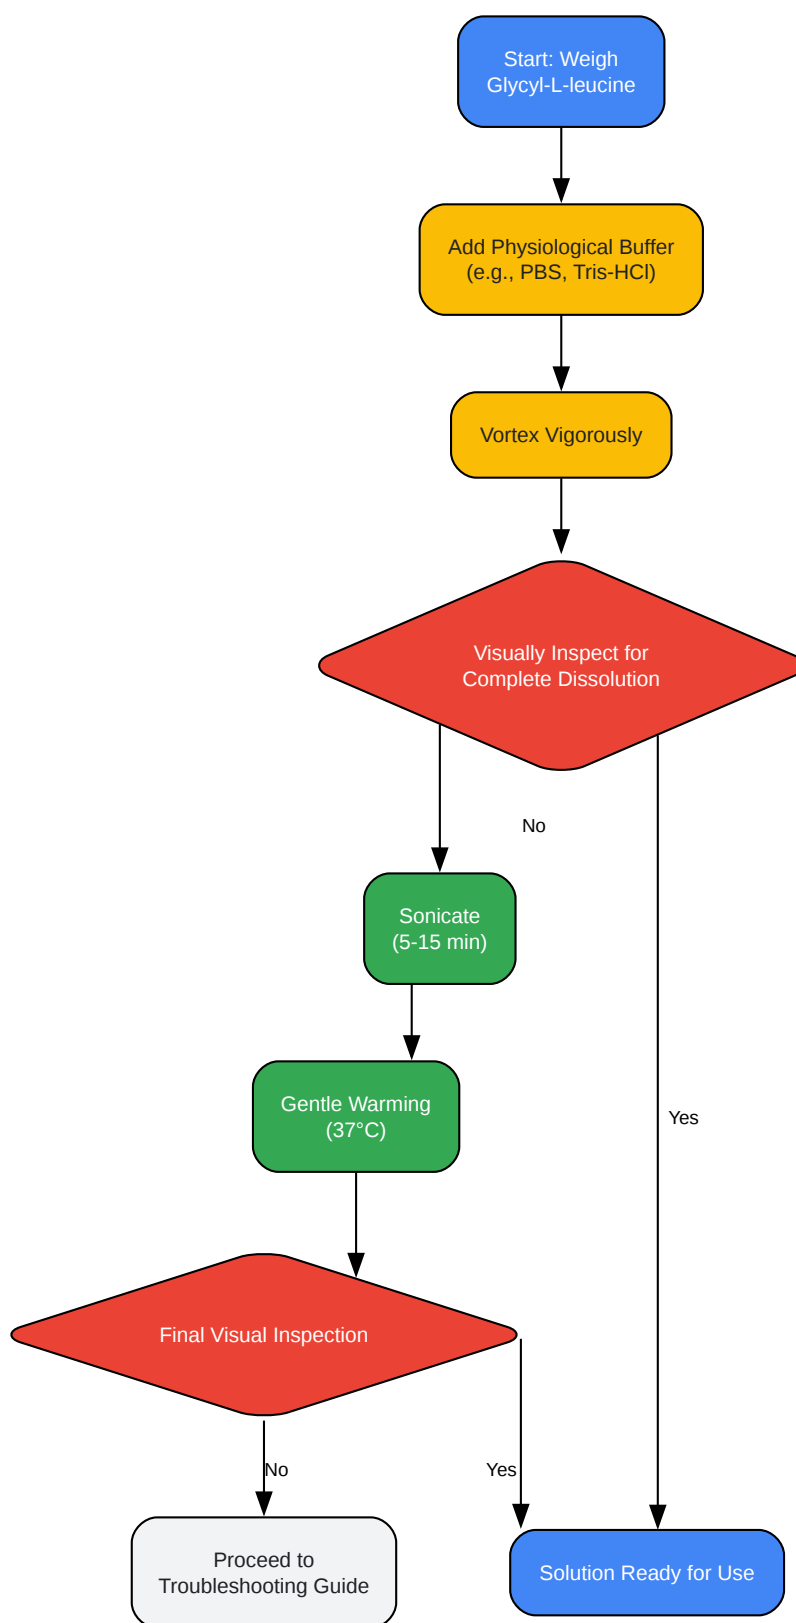 Start: Weigh
Glycyl-L-leucine
Add Physiological Buffer
(e.g., PBS, Tris-HCl)
Vortex Vigorously
Visually Inspect for
Complete Dissolution
No
Sonicate
(5-15 min)
Gentle Warming
(37°C)
Yes
Final Visual Inspection
No
Yes
Proceed to
Troubleshooting Guide
Solution Ready for Use